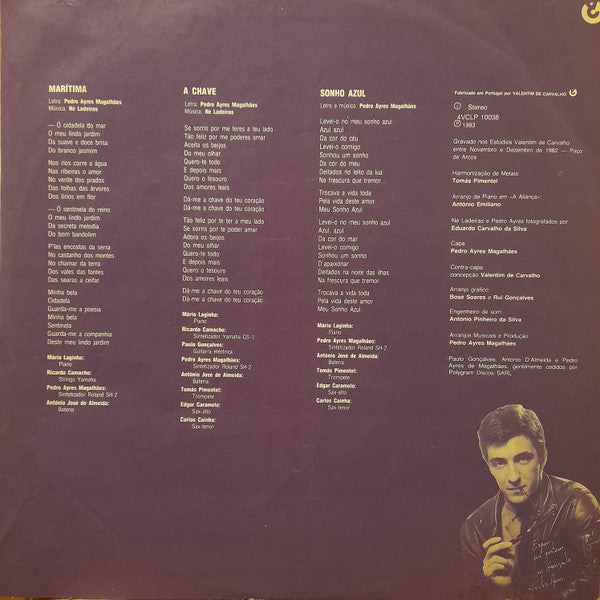 MARÍTIMA
Letra: Pedro Ayres Magalhães
Música: Né Ladeiras
— Ó cidadela do mar
O meu lindo jardim
Da suave e doce brisa
Do branco jasmim
Nos rios corre a água
Nas ribeiras o amor
No verde dos prados
Das folhas das árvores
Dos lírios em flor
— Ó sentinela do reino
O meu lindo jardim
Da secreta melodia
Do bom bandolim
P'las encostas da serra
No castanho dos montes
No chamar da terra
Dos vales das fontes
Das searas a ceifar
Minha bela
Cidadela
Guarda-me a poesia
Minha bela
Sentinela
Guarda-me a companhia
Deste meu lindo jardim
Mário Laginha:
Piano
Ricardo Camacho:
Strings Yamaha
Pedro Ayres Magalhães:
Sintetizador Roland SH-2
António Jose de Almeida:
Bateria
A CHAVE
Letra: Pedro Ayres Magalhães
Música: Né Ladeiras
Se sorris por me teres a teu lado
Tão feliz por me poderes amar
Aceita os beijos
Do meu olhar
Quero-te todo
E depois mais
Quero o tesouro
Dos amores leais
Dá-me a chave do teu coração
Dá-me a chave do teu coração
Tão feliz por te ter a meu lado
Se sorris por te poder amar
Adora os beijos
Do meu olhar
Quero-te todo
E depois mais
Quero o tesouro
Dos amores leais
Dá-me a chave do teu coração
Dá-me a chave do teu coração
Mário Laginha:
Piano
Ricardo Camacho:
Sintetizador Yamaha GS-1
Paulo Gonçalves:
Guitarra eléctrica
Pedro Ayres Magalhães:
Sintetizador Roland SH-2
António José de Almeida:
Bateria
Tomás Pimentel:
Trompete
Edgar Caramelo:
Sax-alto
Carlos Cainha:
Sax-tenor
SONHO AZUL
Letra e música: Pedro Ayres Magalhães
Levei-o no meu sonho azul
Azul azul
Da cor do céu
Levei-o comigo
Sonhou um sonho
Da cor do meu
Deitados no leito da lua
Na frescura que tremor...
Trocava a vida toda
Pela vida deste amor
Meu Sonho Azul
Levei-o no meu sonho azul
Azul, azul
Da cor do mar
Levei-o comigo
Sonhou um sonho
D'apaixonar
Deitados na noite das ilhas
Na frescura que tremor
Trocava a vida toda
Pela vida deste amor
Meu Sonho Azul
Mário Laginha:
Piano
Pedro Ayres Magalhães:
Sintetizador Roland SH-2
António José de Almeida:
Bateria
Tomás Pimentel:
Trompete
Edgar Caramelo:
Sax-alto
Carlos Cainha:
Sax-tenor
Fabricado em Portugal por VALENTIM DE CARVALHO
Stereo
4VCLP 10038
Ⓟ 1983
Gravado nos Estúdios Valentim de Carvalho
entre Novembro e Dezembro de 1982 — Paço
de Arcos
Harmonização de Metais:
Tomás Pimentel
Arranjo de Piano em «A Aliança»:
António Emiliano
Né Ladeiras e Pedro Ayres fotografados por:
Eduardo Carvalho da Silva
Capa:
Pedro Ayres Magalhães
Contra-capa:
concepção Valentim de Carvalho
Arranjo gráfico
Bosé Soares e Rui Gonçalves
Engenheiro de som:
António Pinheiro da Silva
Arranjos Musicais e Produção
Pedro Ayres Magalhães
Paulo Gonçalves, Antonio D'Almeida e Pedro
Ayres de Magalhães, gentilmente cedidos por
Polygram Discos SARL.